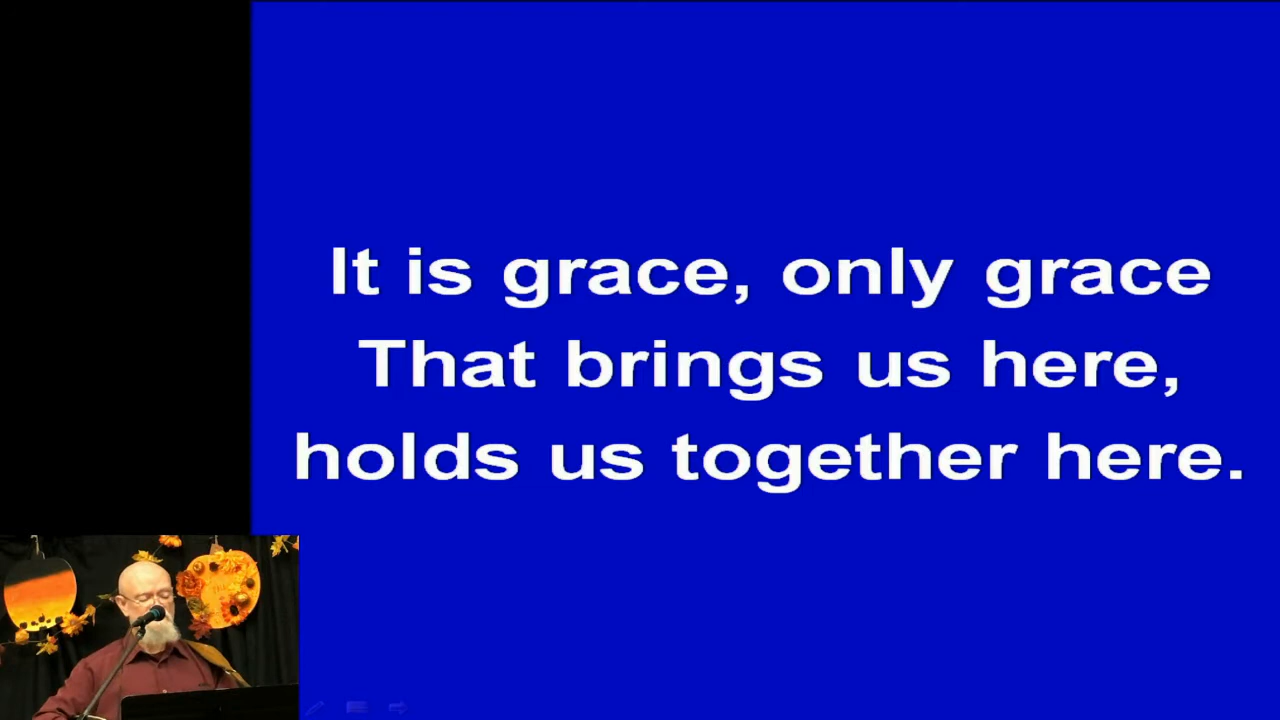 It is grace, only grace
That brings us here,
holds us together here.